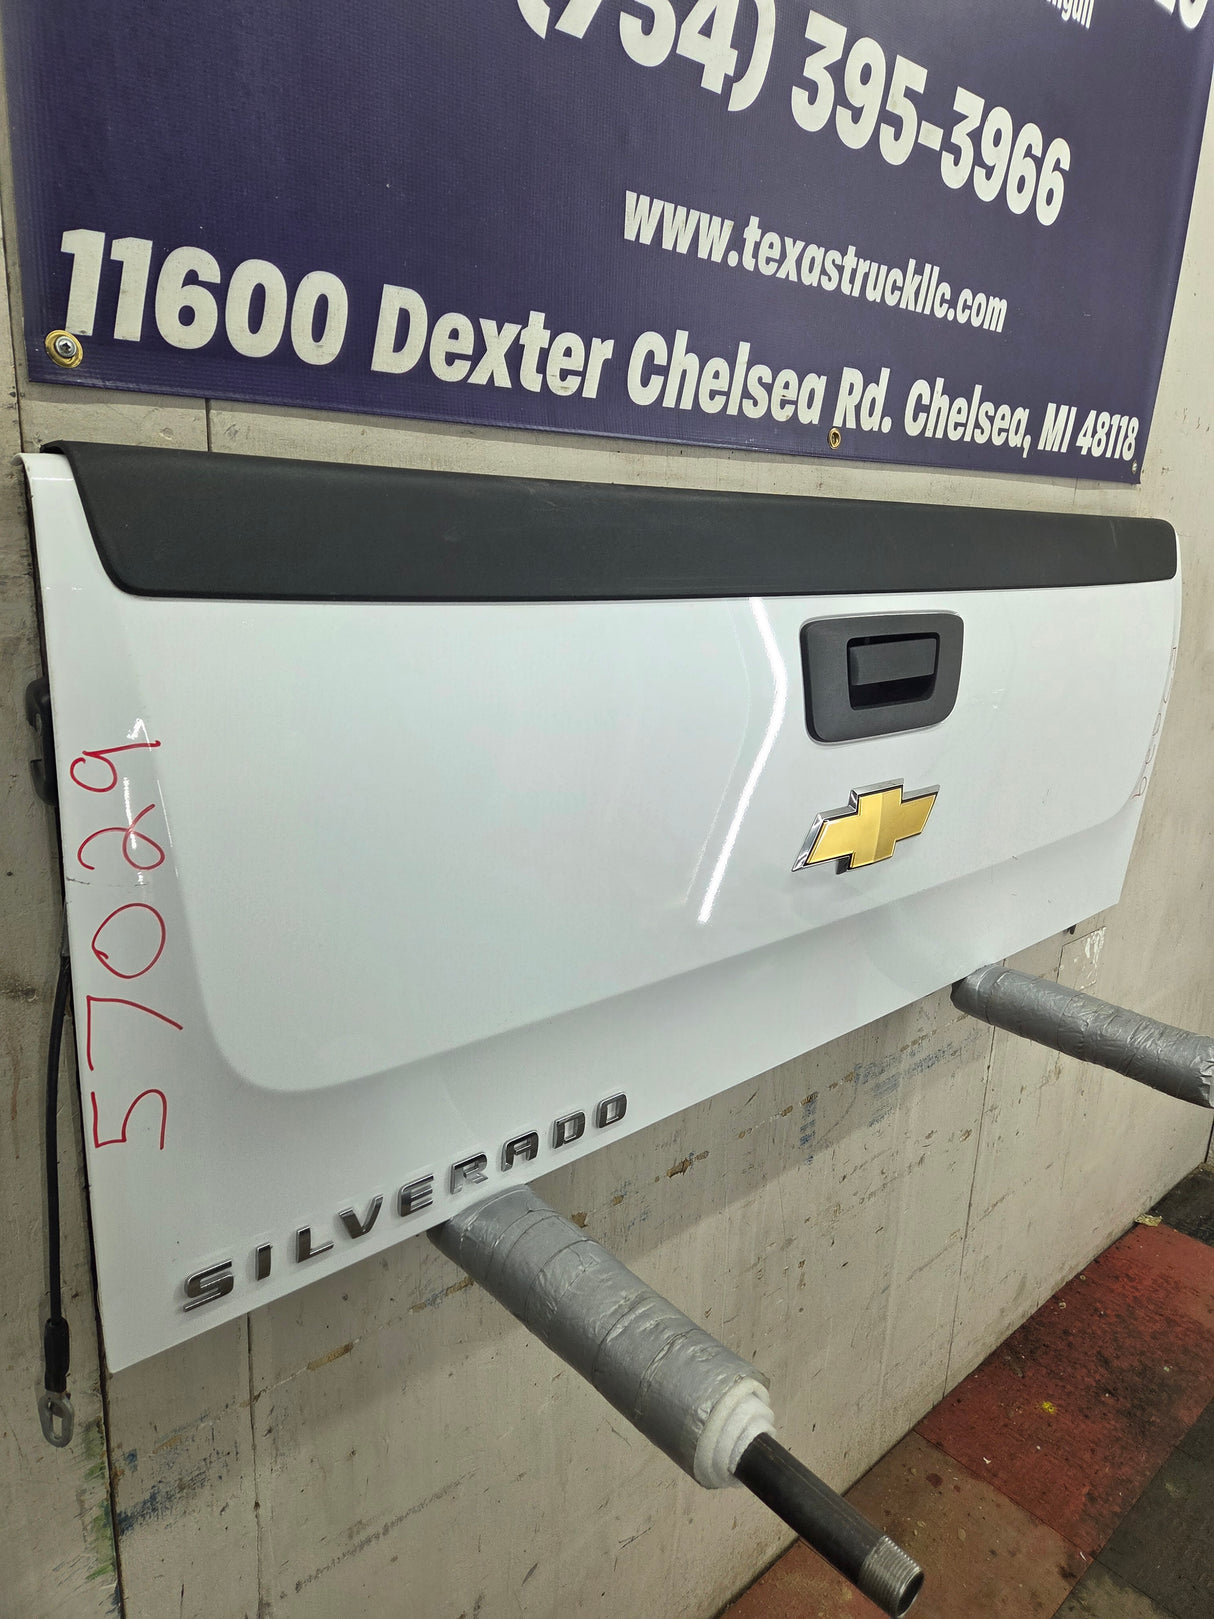 (734) 395-3966
www.texastruckllc.com
11600 Dexter Chelsea Rd. Chelsea, MI 48118
57029
SILVERADO